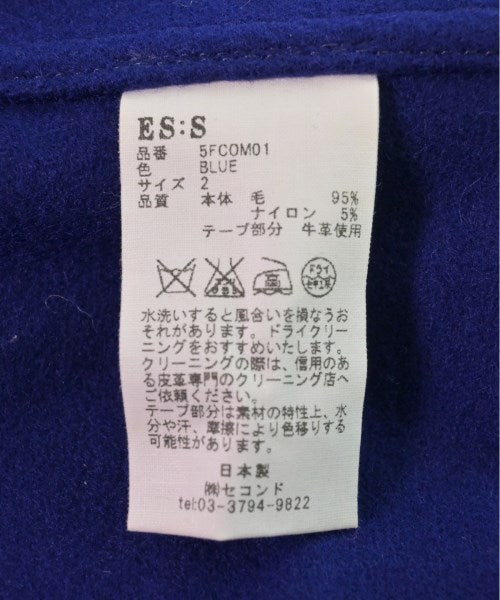 ES:S
品番 5FCOM01
色 BLUE
サイズ 2
品質 本体 毛 95%
ナイロン 5%
テープ部分 牛革使用
ドライ
水洗いすると風合いを損なうお
それがあります。ドライクリー
ニングをおすすめいたします。
クリーニングの際は、信用のあ
る皮革専門のクリーニング店へ
ご依頼ください。
テープ部分は素材の特性上、水
分や汗、摩擦により色移りする
可能性があります。
日本製
㈱セコンド
tel:03-3794-9822